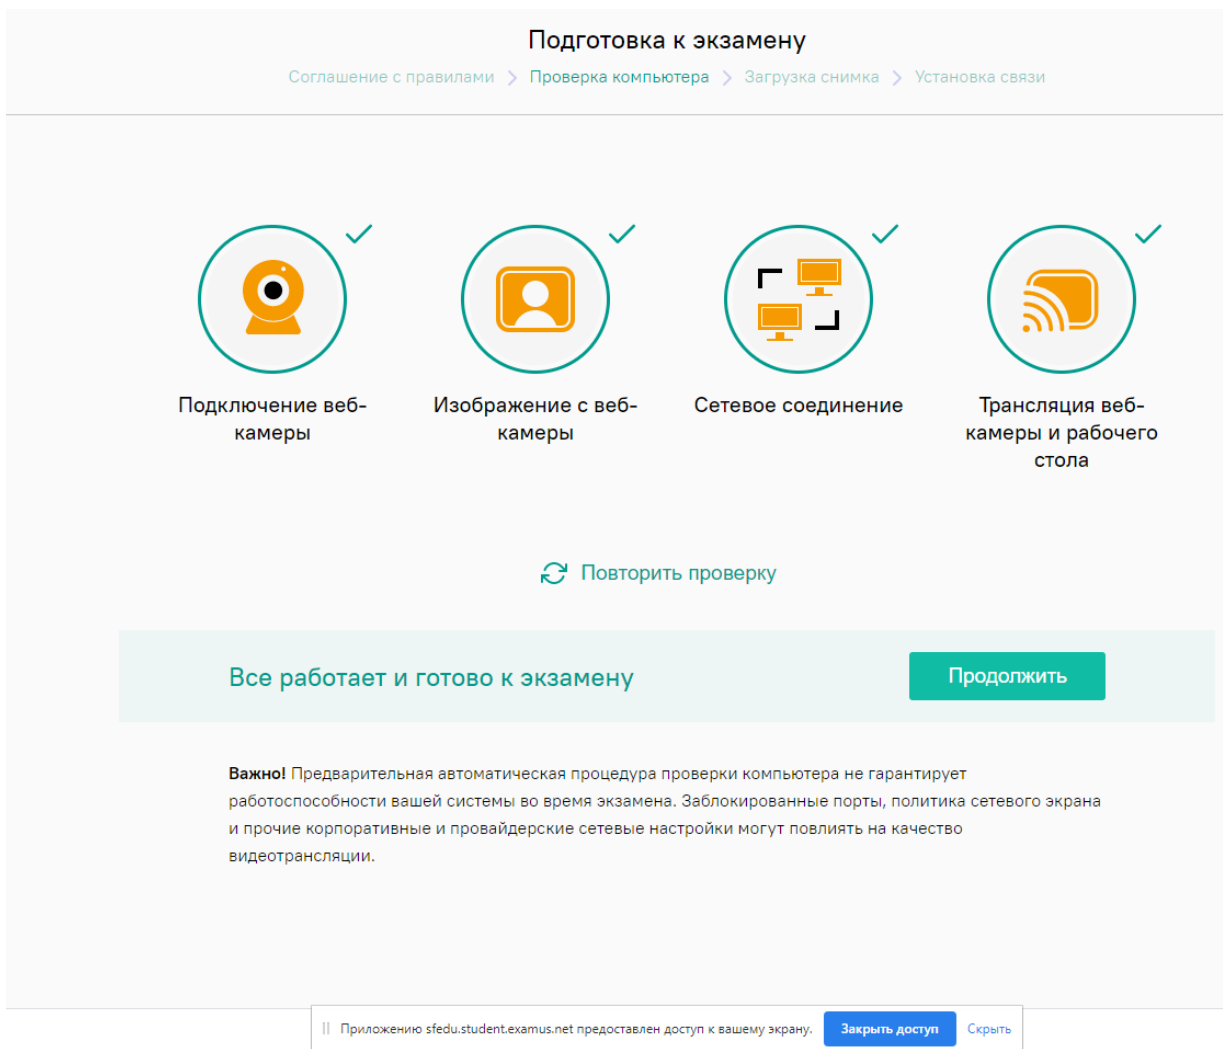 Подготовка к экзамену
Соглашение с правилами > Проверка компьютера > Загрузка снимка > Установка связи
Подключение веб-
камеры
Изображение с веб-
камеры
Сетевое соединение
Трансляция веб-
камеры и рабочего
стола
Повторить проверку
Все работает и готово к экзамену
Продолжить
Важно! Предварительная автоматическая процедура проверки компьютера не гарантирует
работоспособности вашей системы во время экзамена. Заблокированные порты, политика сетевого экрана
и прочие корпоративные и провайдерские сетевые настройки могут повлиять на качество
видеотрансляции.
Приложению sfedu.student.examus.net предоставлен доступ к вашему экрану.
Закрыть доступ
Скрыть